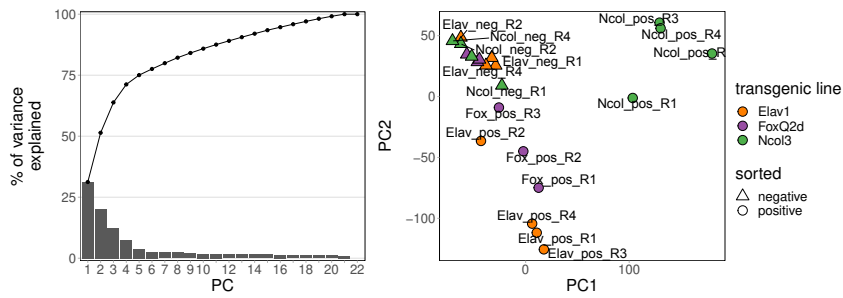 % of variance
explained
100
75
50
25
0
1 2 3 4 5 6 7 8 9 10 12 14 16 18 20 22
PC
PC2
50
0
−50
−100
0 100
PC1
Ncol_pos_R3
Elav_neg_R2
Ncol_neg_R4
Ncol_pos_R4
Ncol_neg_R2
Ncol_pos_R
Elav_neg_R1
Elav_neg_R4
Ncol_neg_R1
Ncol_pos_R1
Fox_pos_R3
Elav_pos_R2
Fox_pos_R2
Fox_pos_R1
Elav_pos_R4
Elav_pos_R1
Elav_pos_R3
transgenic line
Elav1
FoxQ2d
Ncol3
sorted
negative
positive